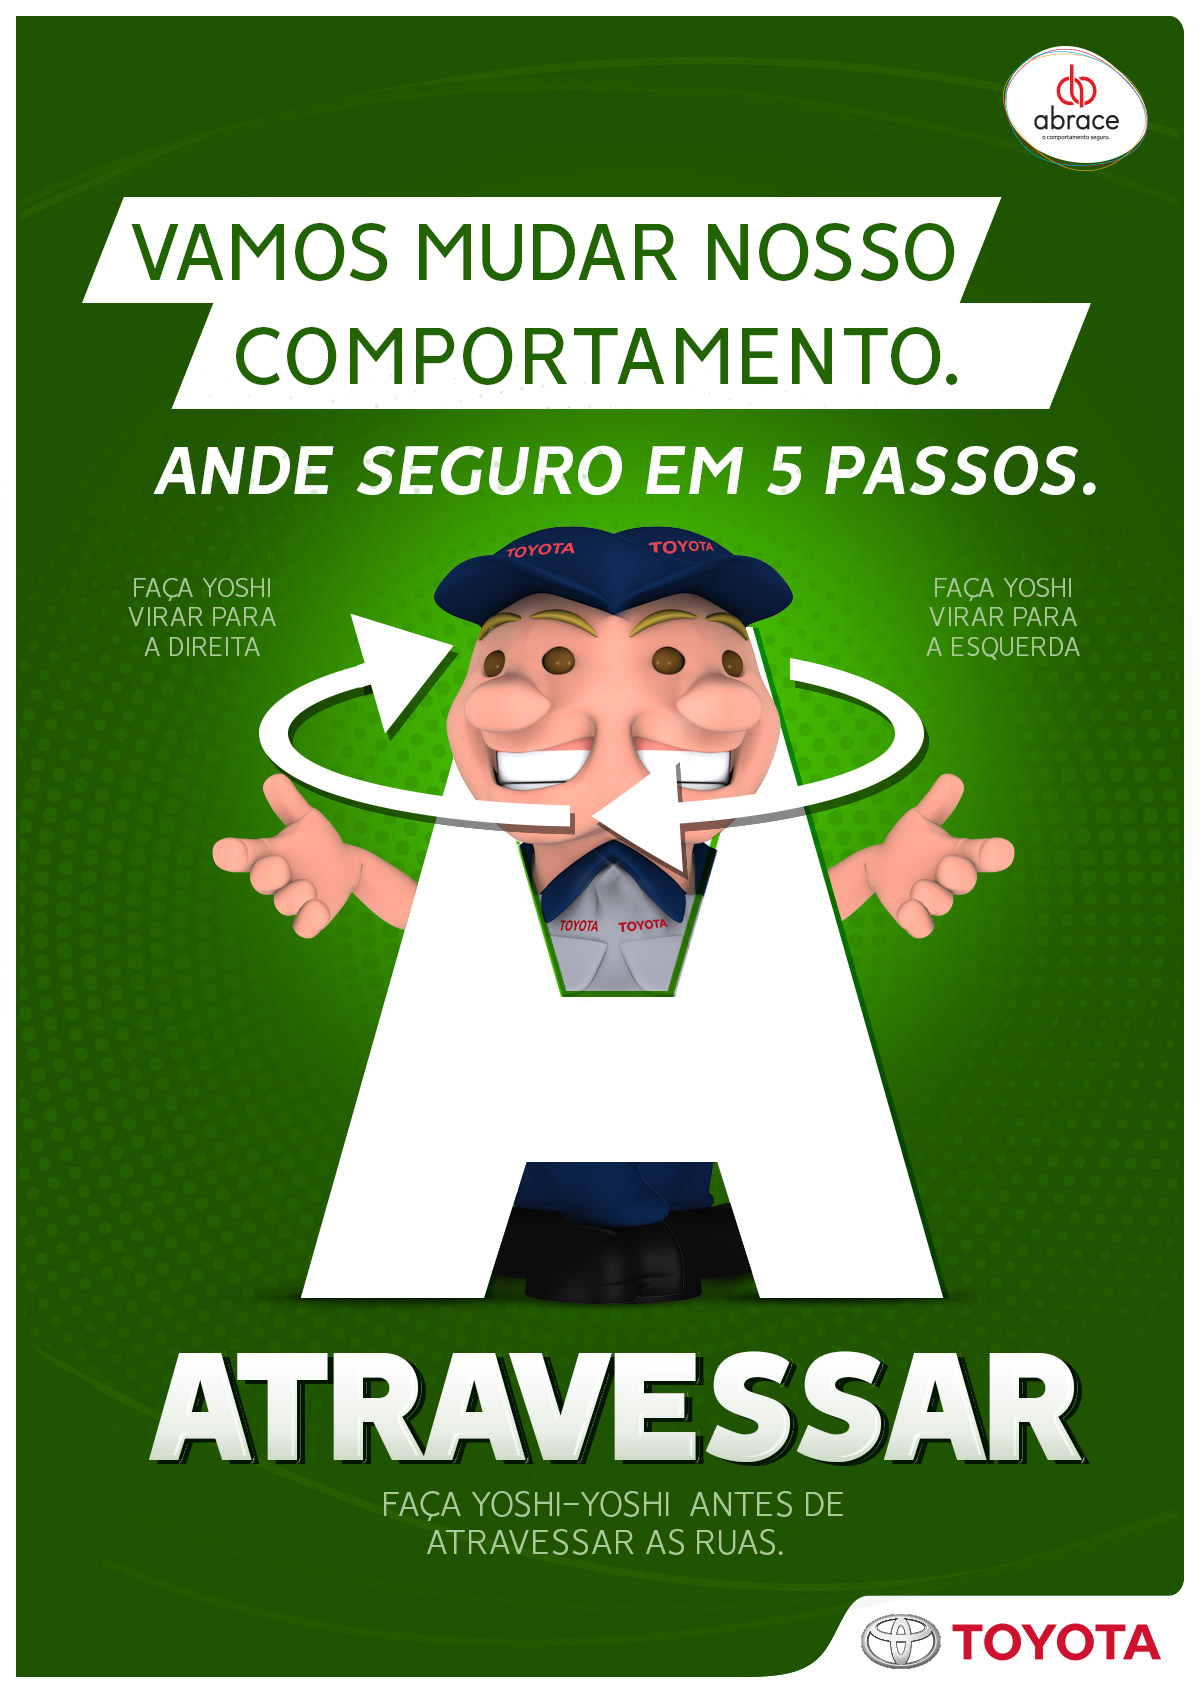 abrace
o comportamento seguro.
VAMOS MUDAR NOSSO
COMPORTAMENTO.
ANDE SEGURO EM 5 PASSOS.
TOYOTA TOYOTA
FAÇA YOSHI
VIRAR PARA
A DIREITA
FAÇA YOSHI
VIRAR PARA
A ESQUERDA
TOYOTA TOYOTA
A
ATRAVESSAR
FAÇA YOSHI-YOSHI ANTES DE
ATRAVESSAR AS RUAS.
TOYOTA